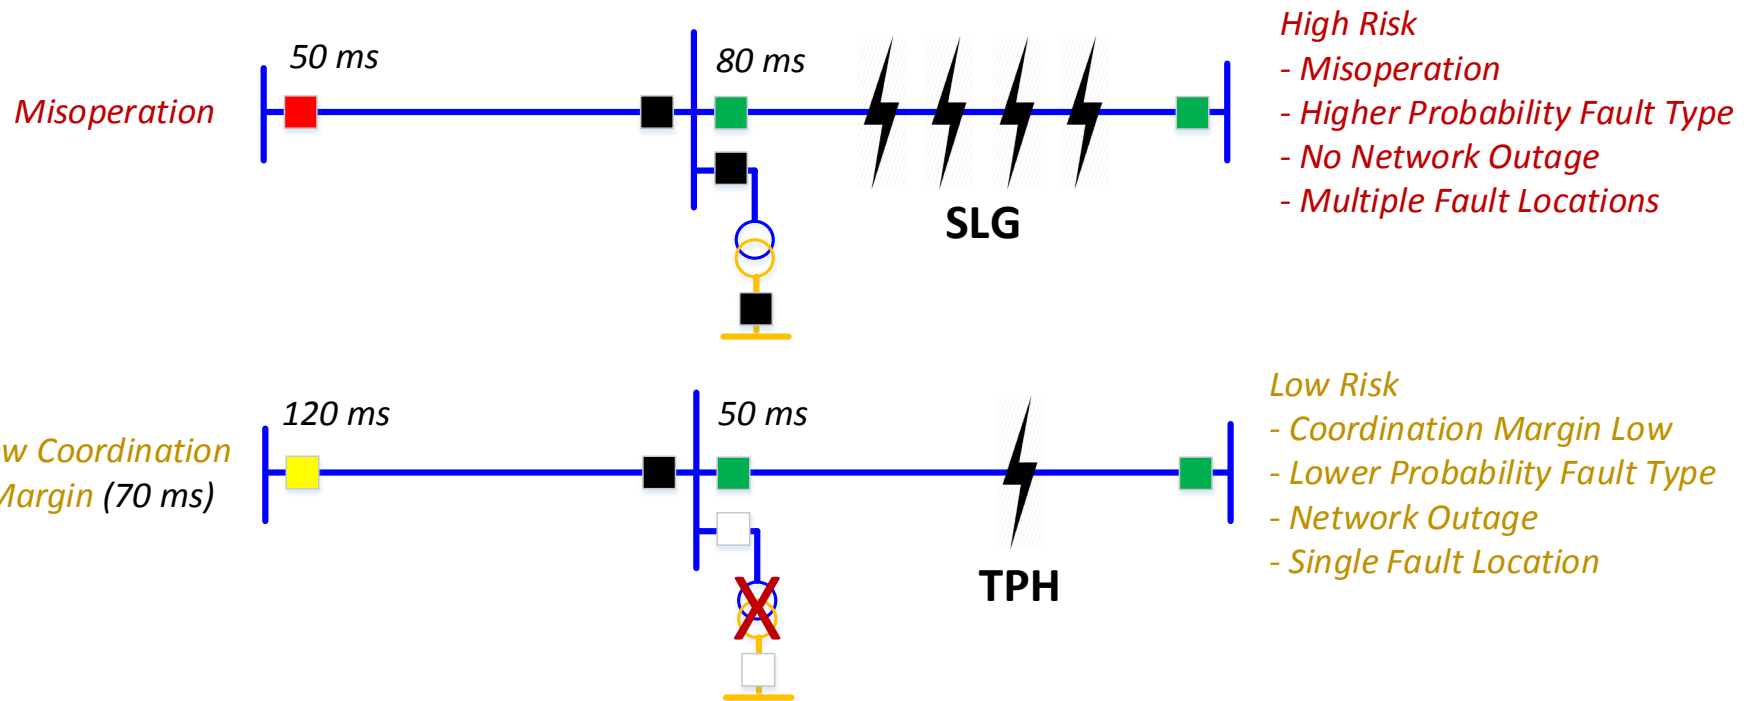 High Risk
50 ms
80 ms
- Misoperation
Misoperation
- Higher Probability Fault Type
- No Network Outage
- Multiple Fault Locations
SLG
Low Risk
120 ms
50 ms
- Coordination Margin Low
Coordination
- Lower Probability Fault Type
Margin (70 ms)
- Network Outage
- Single Fault Location
TPH
X